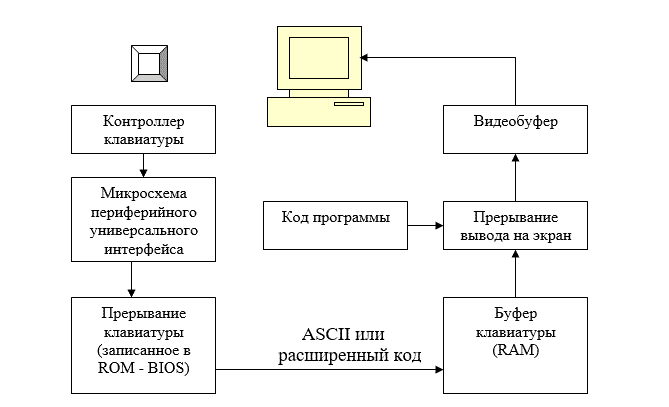 Контроллер
клавиатуры
Видеобуфер
Микросхема
периферийного
универсального
интерфейса
Код программы
Прерывание
вывода на экран
Прерывание
клавиатуры
(записанное в
ROM - BIOS)
ASCII или
расширенный код
Буфер
клавиатуры
(RAM)